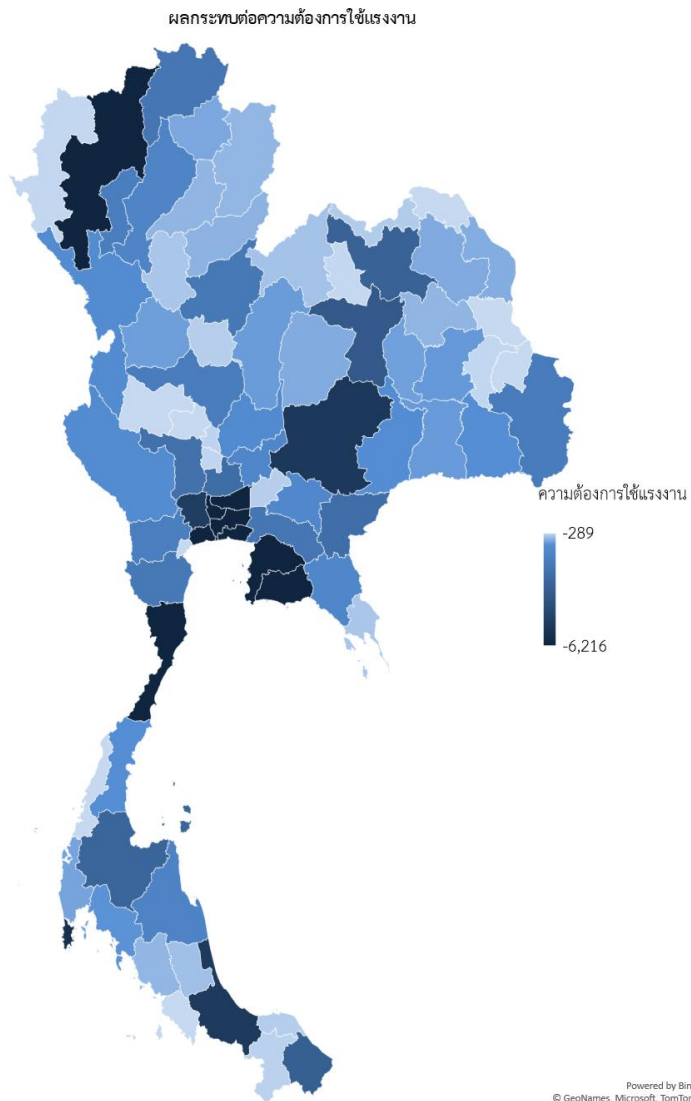 ผลกระทบต่อความต้องการใช้แรงงาน
ความต้องการใช้แรงงาน
-289
-6,216
Powered by Bin
© GeoNames, Microsoft, TomTom